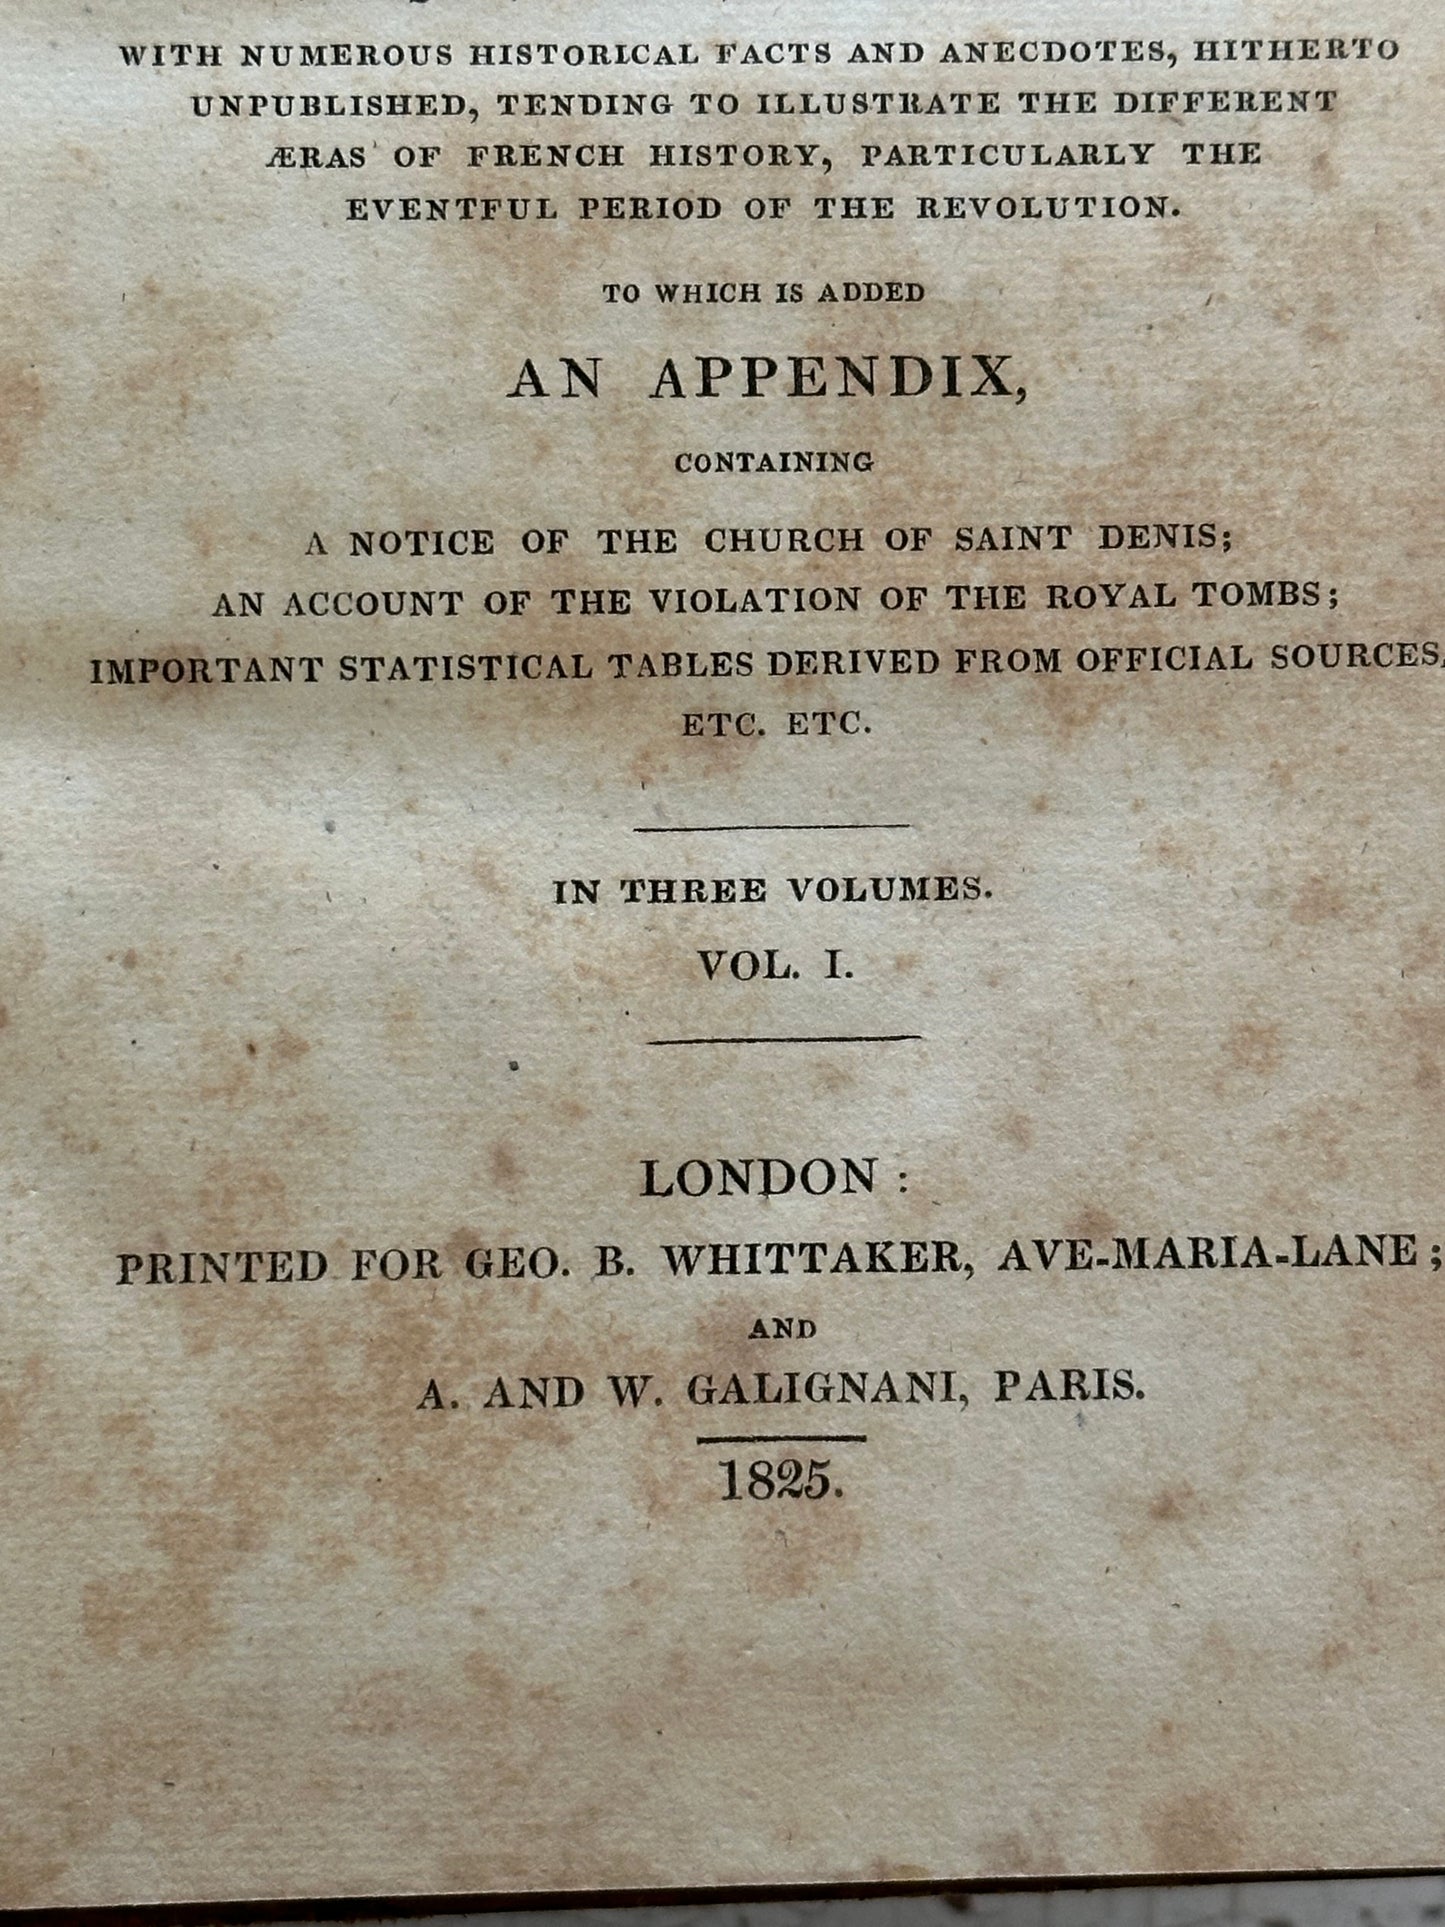 WITH NUMEROUS HISTORICAL FACTS AND ANECDOTES, HITHERTO
UNPUBLISHED, TENDING TO ILLUSTRATE THE DIFFERENT
ÆRAS OF FRENCH HISTORY, PARTICULARLY THE
EVENTFUL PERIOD OF THE REVOLUTION.
TO WHICH IS ADDED
AN APPENDIX,
CONTAINING
A NOTICE OF THE CHURCH OF SAINT DENIS;
AN ACCOUNT OF THE VIOLATION OF THE ROYAL TOMBS;
IMPORTANT STATISTICAL TABLES DERIVED FROM OFFICIAL SOURCES,
ETC. ETC.
IN THREE VOLUMES.
VOL. I.
LONDON:
PRINTED FOR GEO. B. WHITTAKER, AVE-MARIA-LANE;
AND
A. AND W. GALIGNANI, PARIS.
1825.